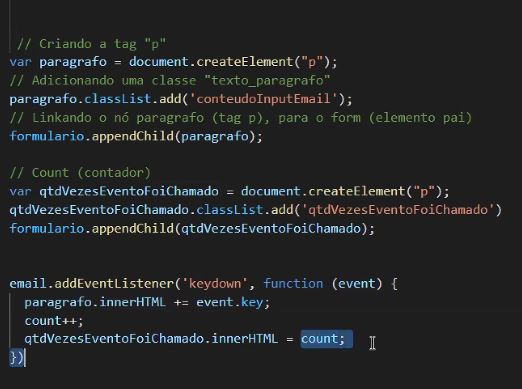 // Criando a tag "p"
var paragrafo = document.createElement("p");
// Adicionando uma classe "texto_paragrafo"
paragrafo.classList.add('conteudoInputEmail');
// Linkando o nó paragrafo (tag p), para o form (elemento pai)
formulario.appendChild(paragrafo);
// Count (contador)
var qtdVezesEventoFoiChamado = document.createElement("p");
qtdVezesEventoFoiChamado.classList.add('qtdVezesEventoFoiChamado')
formulario.appendChild(qtdVezesEventoFoiChamado);
email.addEventListener('keydown', function (event) {
paragrafo.innerHTML += event.key;
count++;
qtdVezesEventoFoiChamado.innerHTML = count;
})